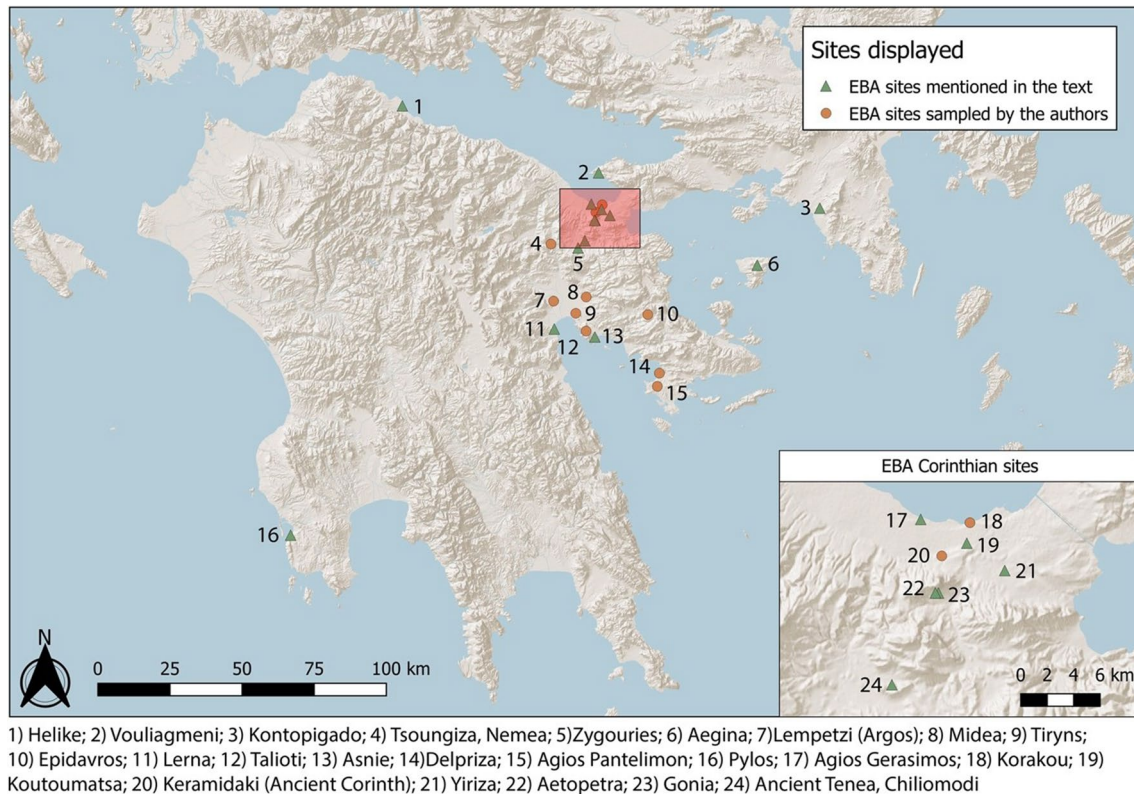 Sites displayed
EBA sites mentioned in the text
EBA sites sampled by the authors
1
2
3
4
5
6
7
8
9
10
11
12
13
14
15
16
EBA Corinthian sites
17
18
19
20
21
22
23
24
N
0 25 50 75 100 km
0 2 4 6 km
1) Helike; 2) Vouliagmeni; 3) Kontopigado; 4) Tsoungiza, Nemea; 5)Zygouries; 6) Aegina; 7)Lempetzi (Argos); 8) Midea; 9) Tiryns;
10) Epidavros; 11) Lerna; 12) Talioti; 13) Asnie; 14)Delpriza; 15) Agios Pantelimon; 16) Pylos; 17) Agios Gerasimos; 18) Korakou; 19)
Koutoumatsa; 20) Keramidaki (Ancient Corinth); 21) Yiriza; 22) Aetopetra; 23) Gonia; 24) Ancient Tenea, Chiliomodi